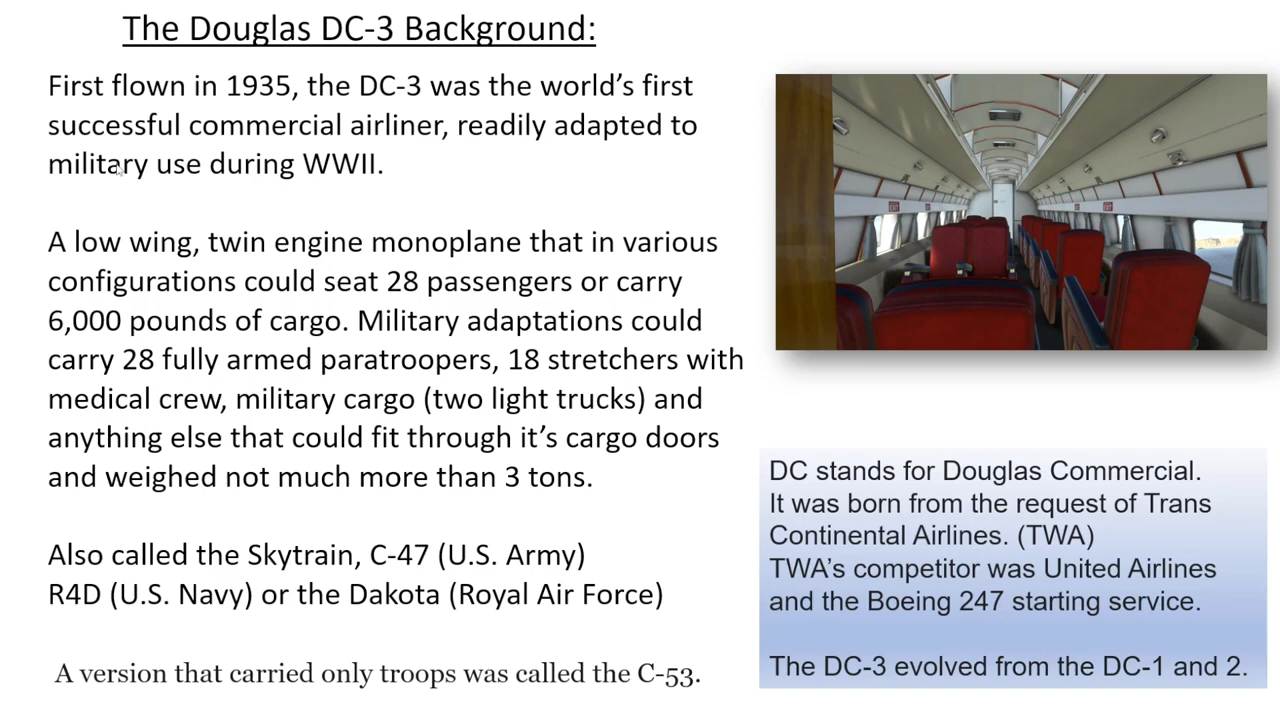 The Douglas DC-3 Background:
First flown in 1935, the DC-3 was the world’s first
successful commercial airliner, readily adapted to
military use during WWII.
A low wing, twin engine monoplane that in various
configurations could seat 28 passengers or carry
6,000 pounds of cargo. Military adaptations could
carry 28 fully armed paratroopers, 18 stretchers with
medical crew, military cargo (two light trucks) and
anything else that could fit through it’s cargo doors
and weighed not much more than 3 tons.
Also called the Skytrain, C-47 (U.S. Army)
R4D (U.S. Navy) or the Dakota (Royal Air Force)
A version that carried only troops was called the C-53.
DC stands for Douglas Commercial.
It was born from the request of Trans
Continental Airlines. (TWA)
TWA’s competitor was United Airlines
and the Boeing 247 starting service.
The DC-3 evolved from the DC-1 and 2.